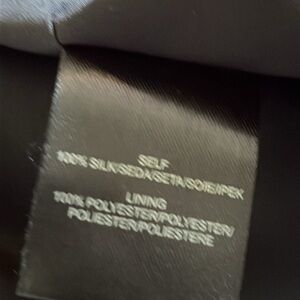 SELF
100% SILK/SEDA/SETA/SOIE/IPEK
LINING
100% POLYESTER/POLYESTER/
POLIESTER/POLIESTERE